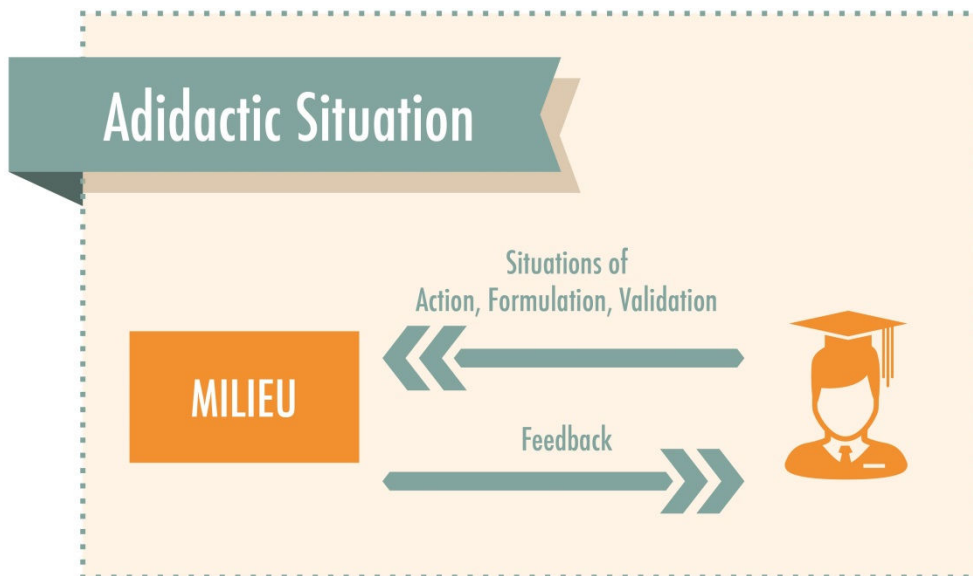 Adidactic Situation
Situations of
Action, Formulation, Validation
MILIEU
Feedback